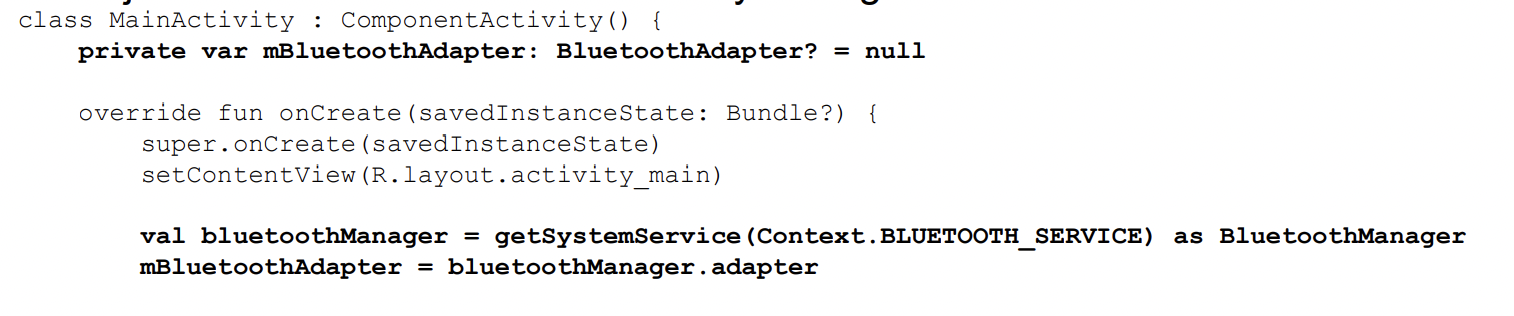 class MainActivity : ComponentActivity() {
private var mBluetoothAdapter: BluetoothAdapter? = null
override fun onCreate(savedInstanceState: Bundle?) {
super.onCreate(savedInstanceState)
setContentView(R.layout.activity_main)
val bluetoothManager = getSystemService(Context.BLUETOOTH_SERVICE) as BluetoothManager
mBluetoothAdapter = bluetoothManager.adapter